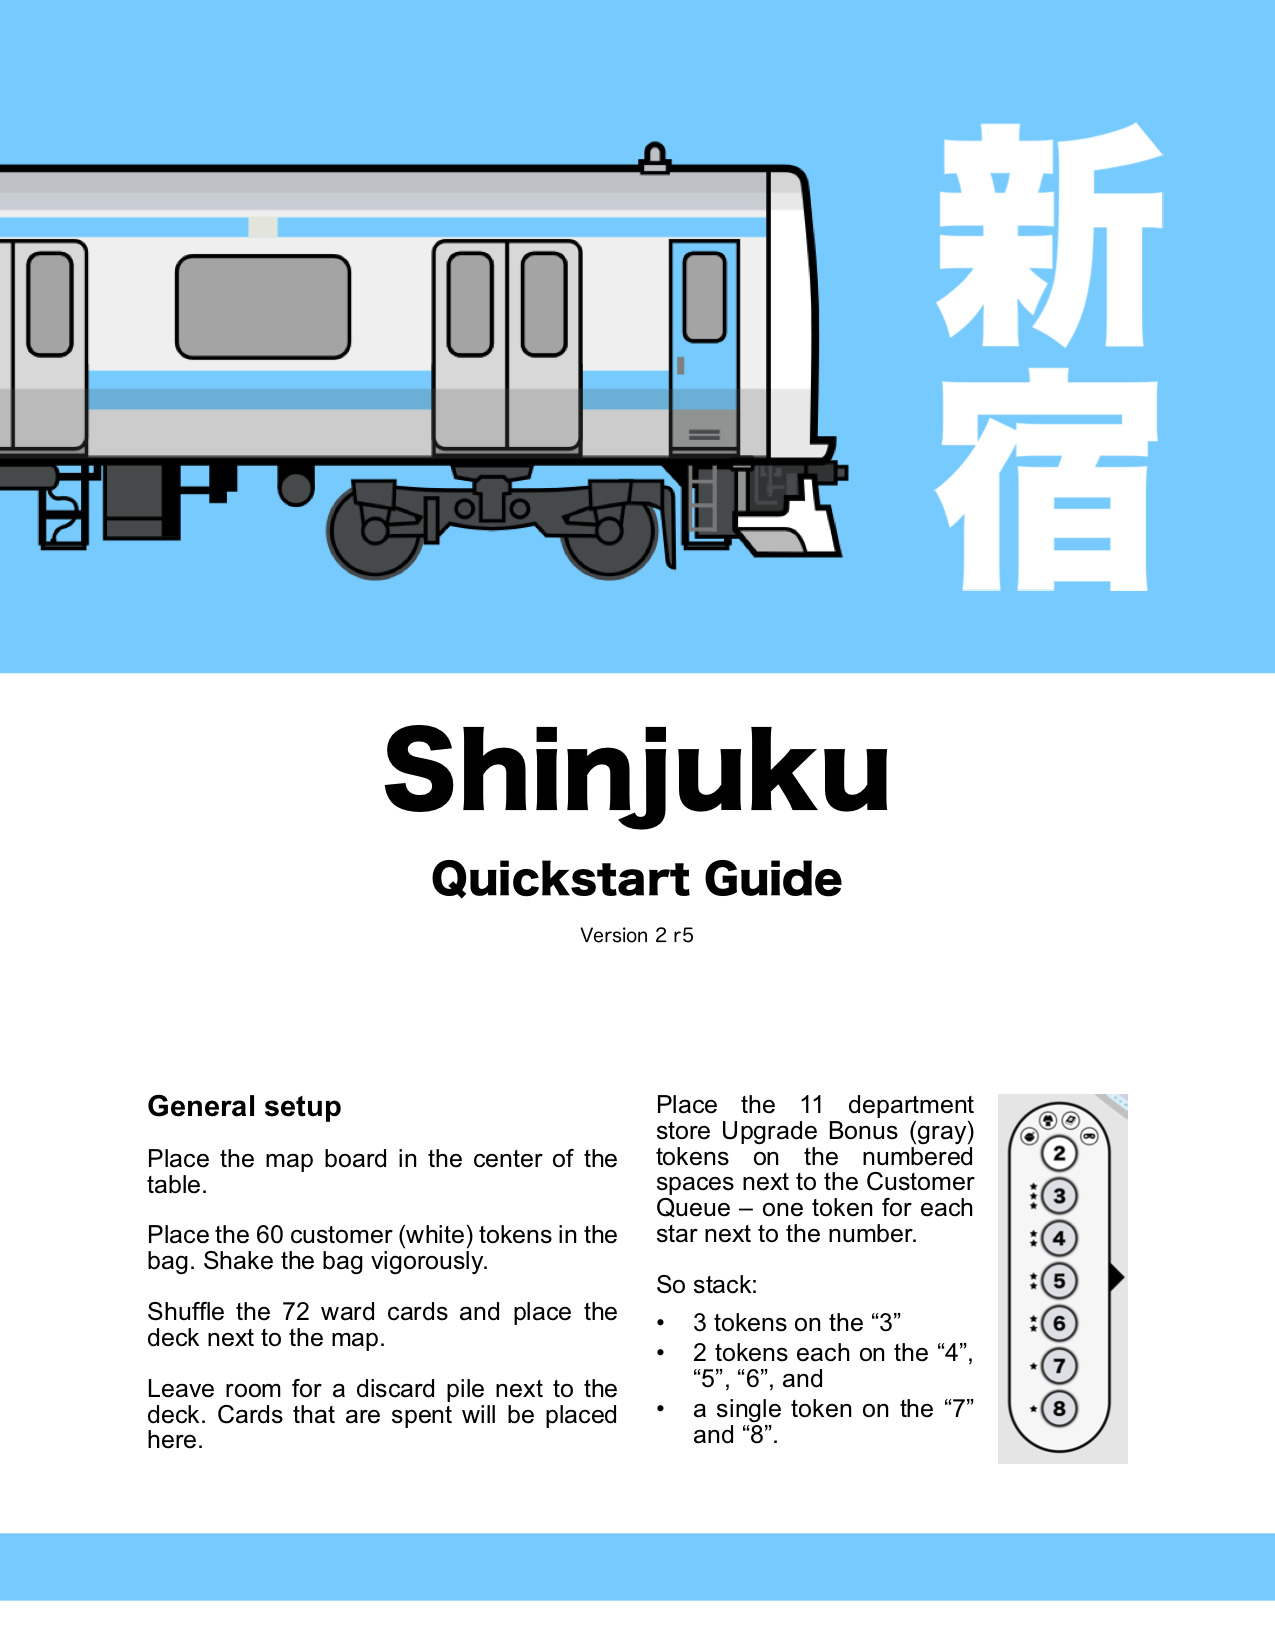 新
宿
Shinjuku
Quickstart Guide
Version 2 r5
General setup
Place the map board in the center of the
table.
Place the 60 customer (white) tokens in the
bag. Shake the bag vigorously.
Shuffle the 72 ward cards and place the
deck next to the map.
Leave room for a discard pile next to the
deck. Cards that are spent will be placed
here.
Place the 11 department
store Upgrade Bonus (gray)
tokens on the numbered
spaces next to the Customer
Queue – one token for each
star next to the number.
So stack:
• 3 tokens on the “3”
• 2 tokens each on the “4”,
“5”, “6”, and
• a single token on the “7”
and “8”.
2
3
4
5
6
7
8